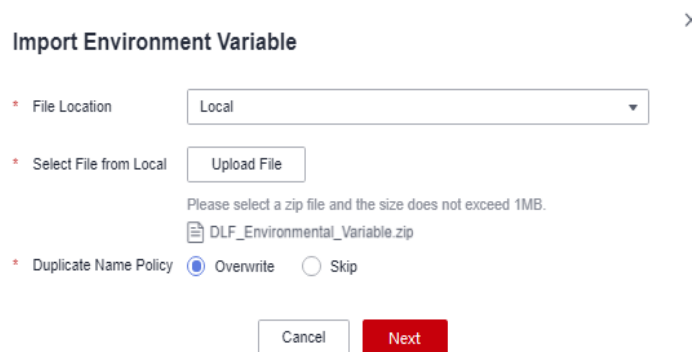 Import Environment Variable
* File Location Local
* Select File from Local Upload File
Please select a zip file and the size does not exceed 1MB.
DLF_Environmental_Variable.zip
* Duplicate Name Policy Overwrite Skip
Cancel Next